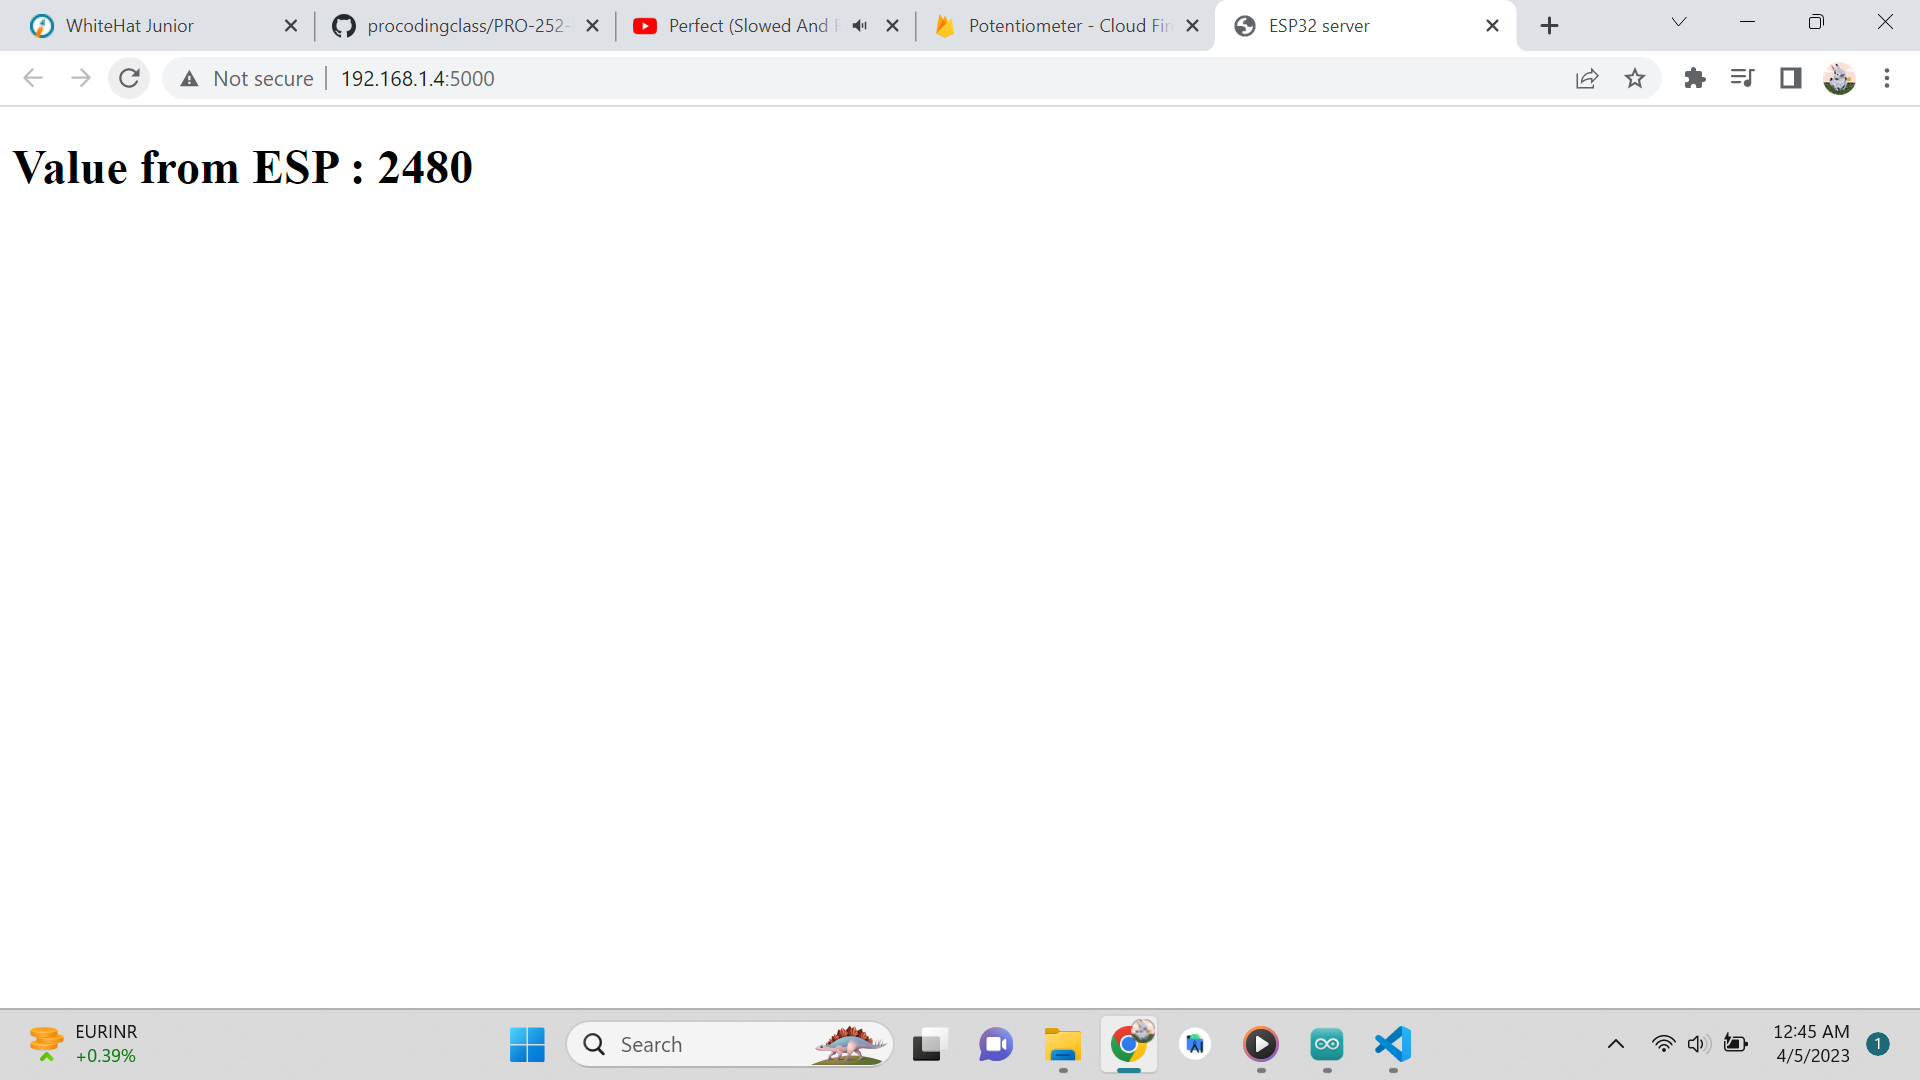 WhiteHat Junior
procodingclass/PRO-252-
Perfect (Slowed And
Potentiometer - Cloud Fir
ESP32 server
Not secure
192.168.1.4:5000
Value from ESP : 2480
EURINR
+0.39%
Search
12:45 AM
4/5/2023
1